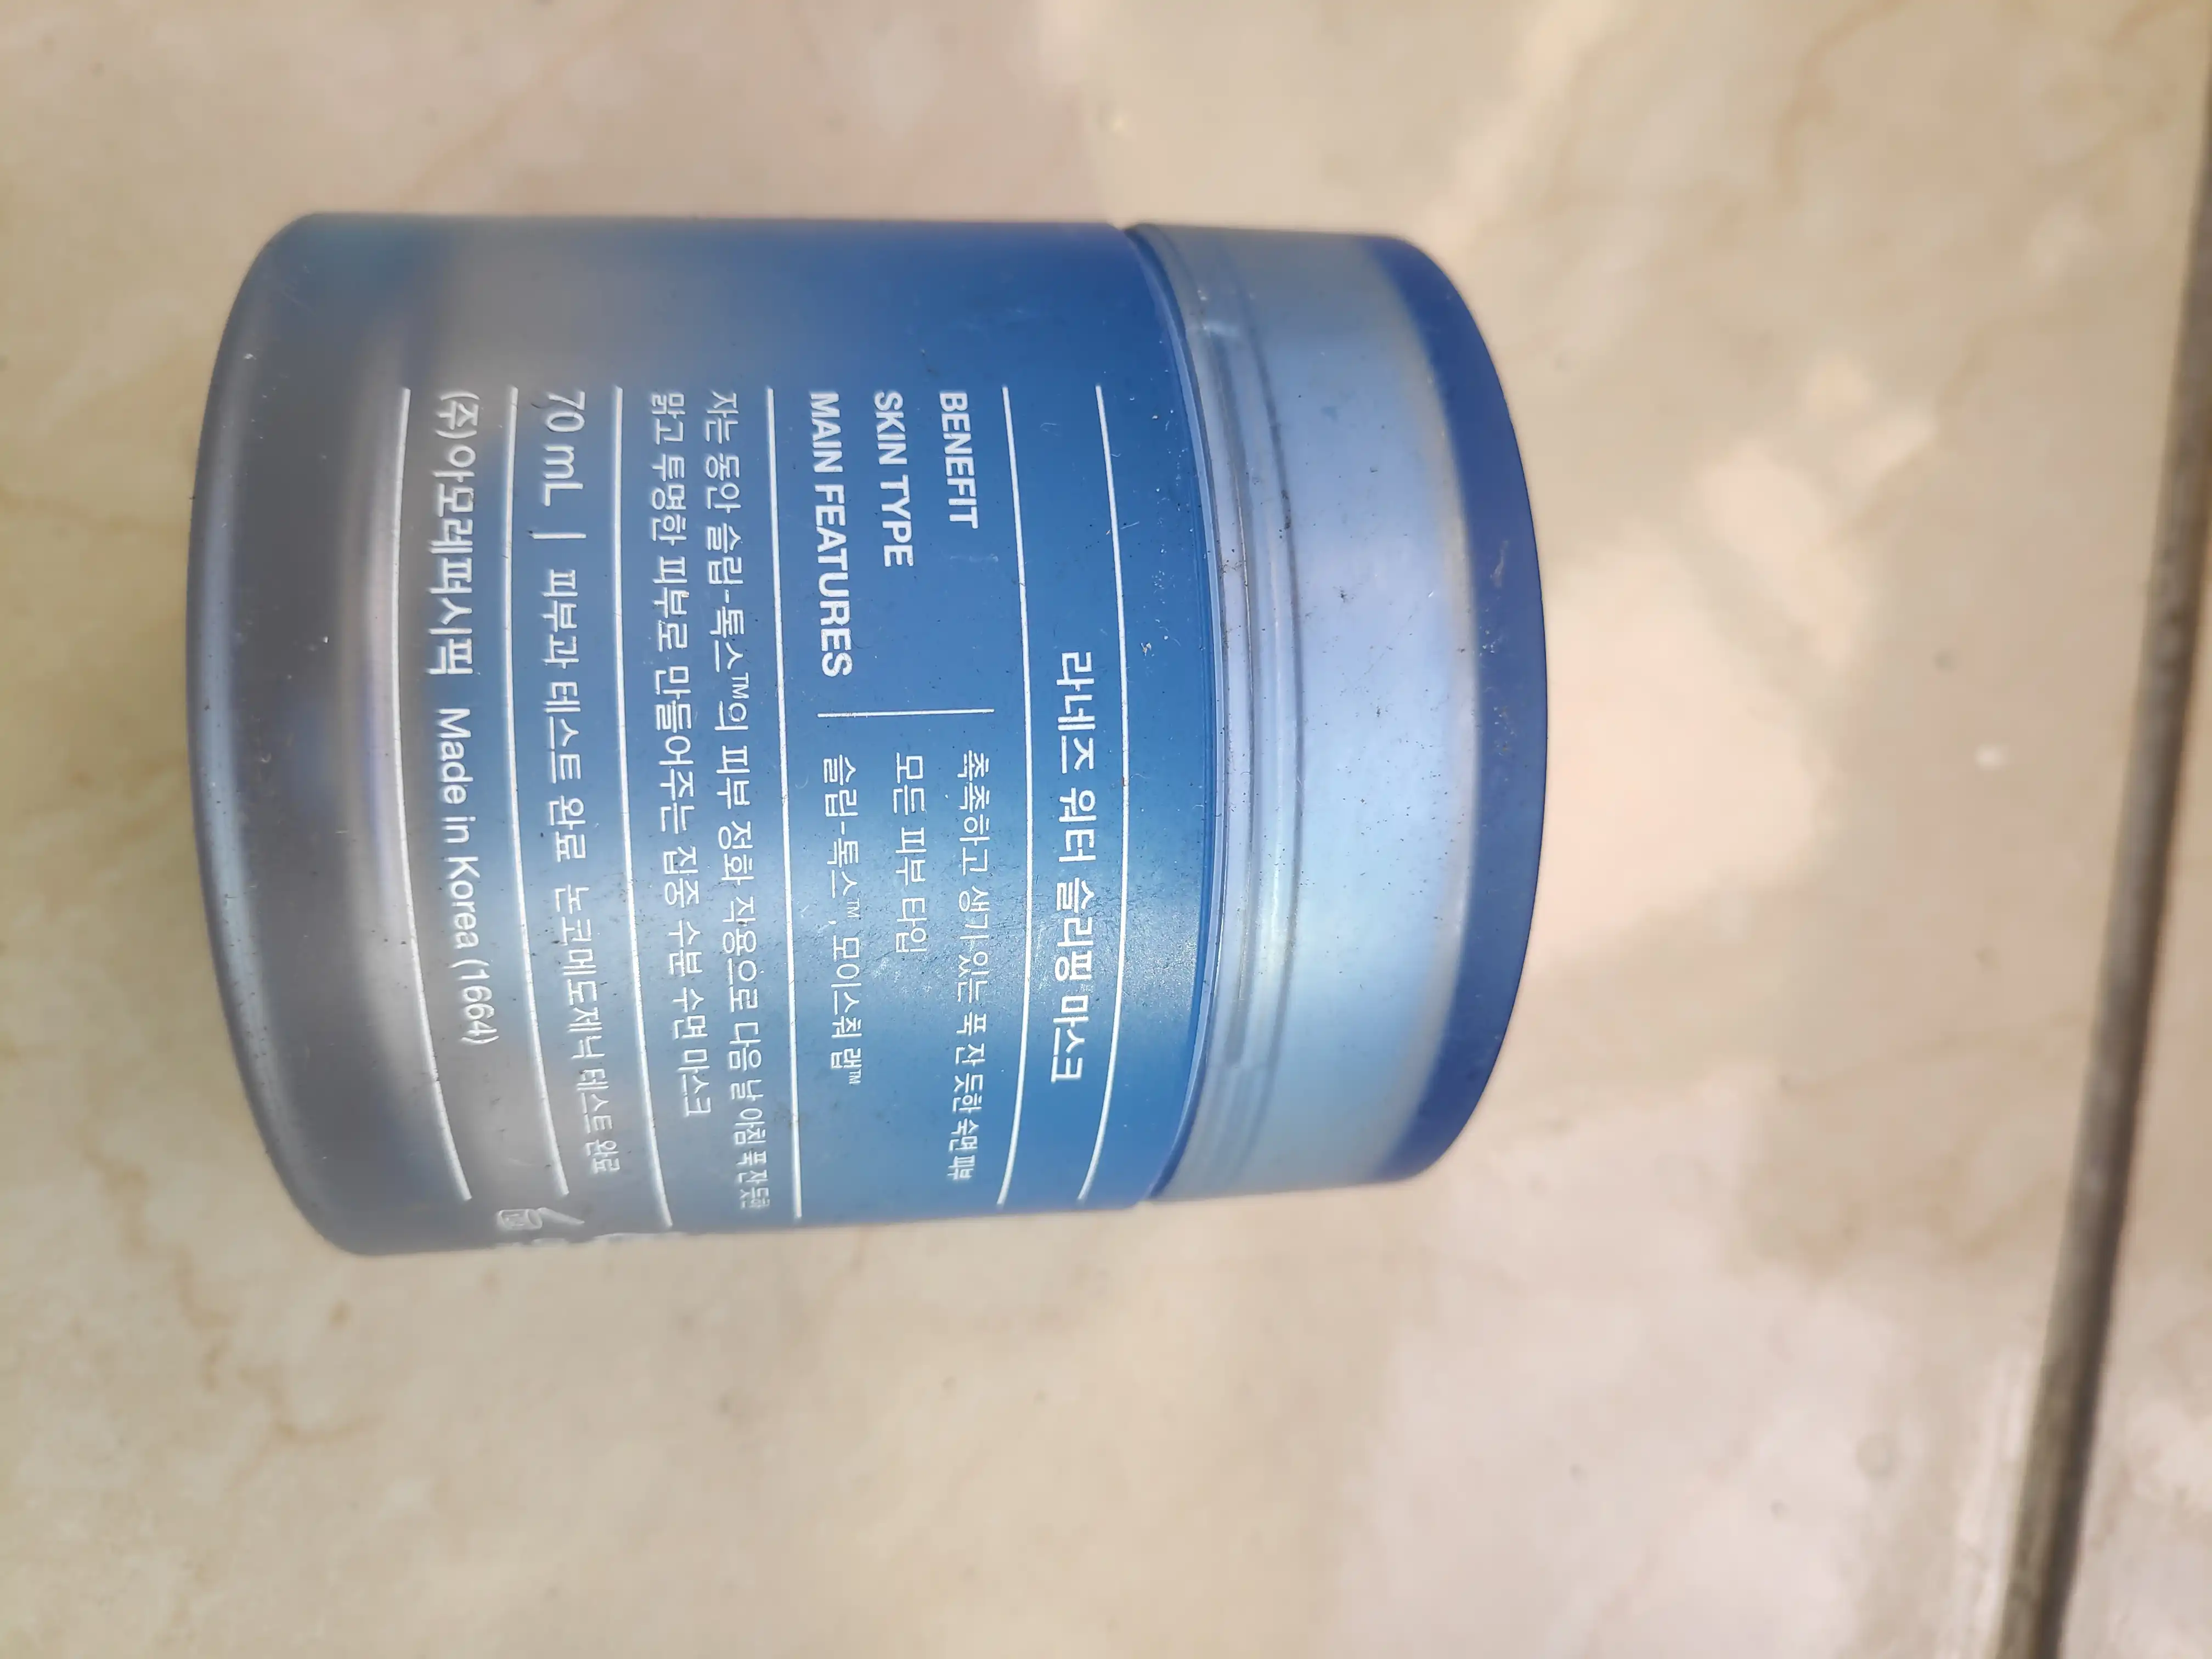 라네즈 워터 슬리핑 마스크
BENEFIT 촉촉하고 생기 있는 푹 잔 듯한 숙면 피부
SKIN TYPE 모든 피부 타입
MAIN FEATURES 슬립-톡스™, 모이스춰 랩™
자는 동안 슬립-톡스™의 피부 정화 작용으로 다음 날 아침 푹 잔 듯한
맑고 투명한 피부로 만들어주는 집중 수분 수면 마스크
70 mL | 피부과 테스트 완료 논코메도제닉 테스트 완료
(주)아모레퍼시픽 Made in Korea (1664)